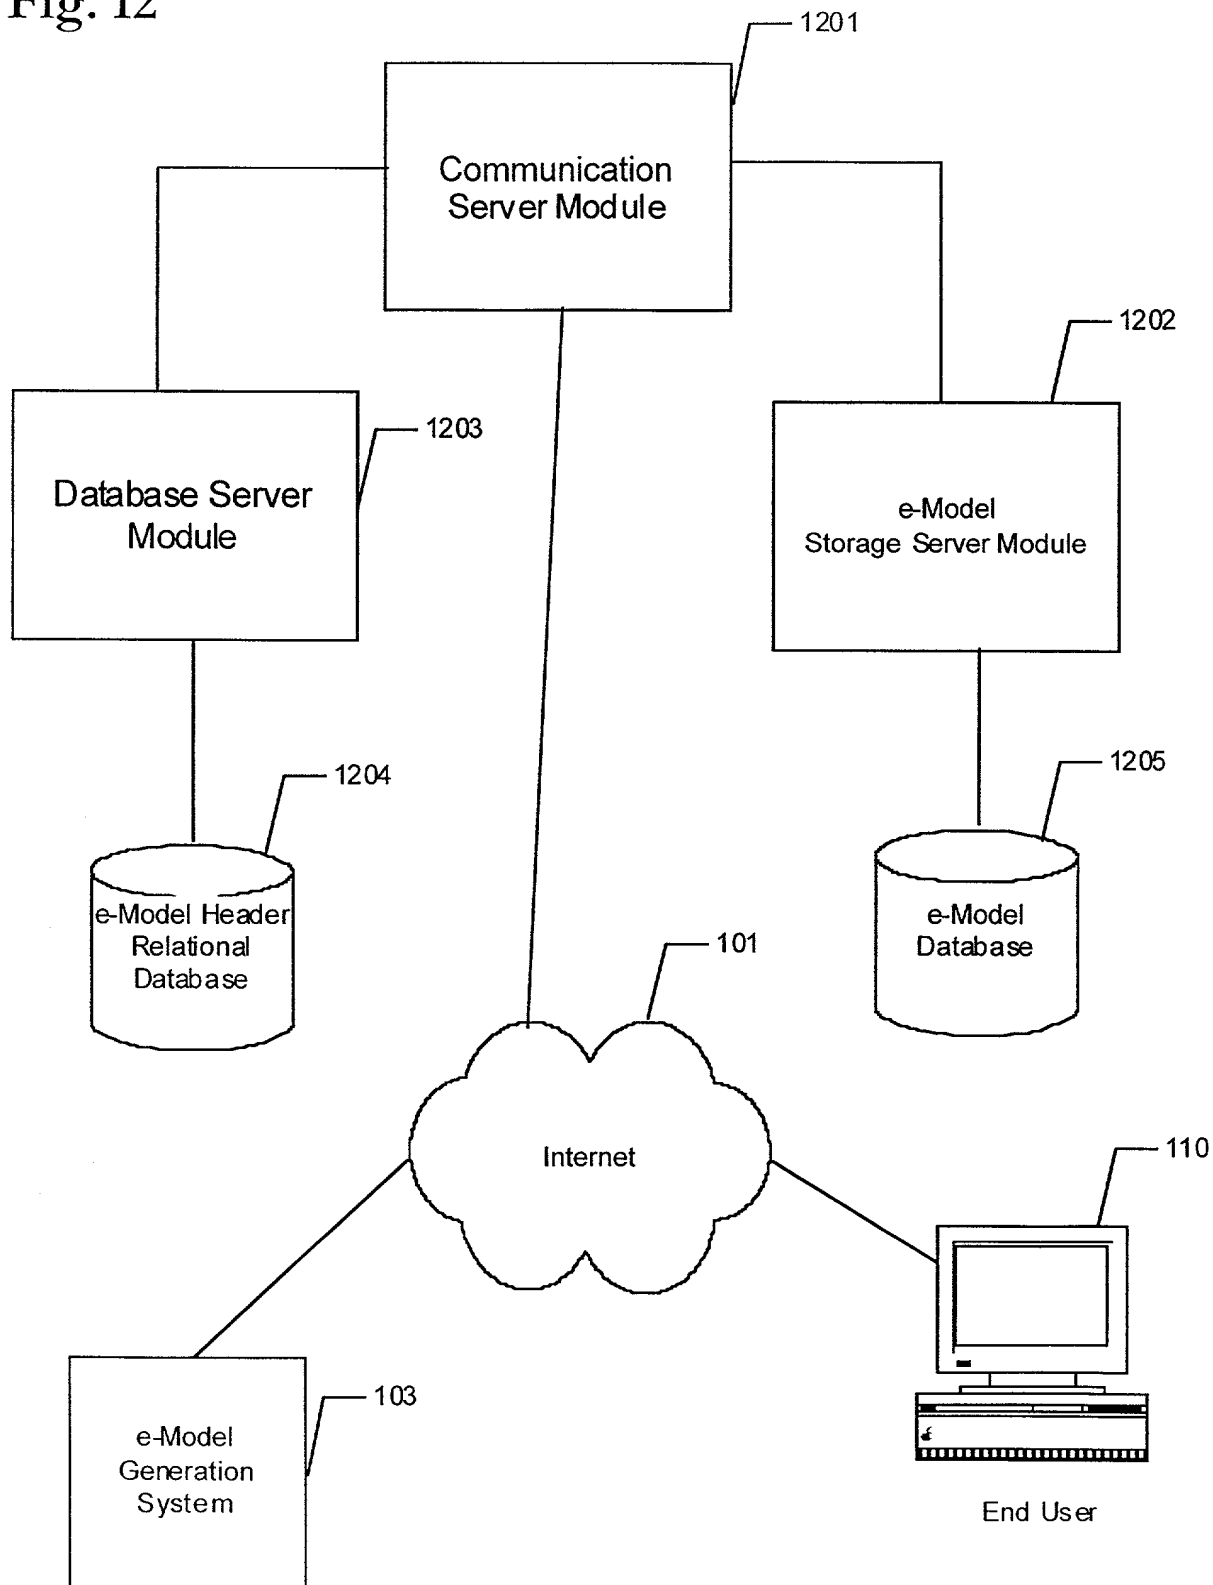 Fig. 12
1201
Communication
Server Module
1202
1203
Database Server
Module
e-Model
Storage Server Module
1204
1205
e-Model Header
Relational
Database
e-Model
Database
101
Internet
110
103
e-Model
Generation
System
End User